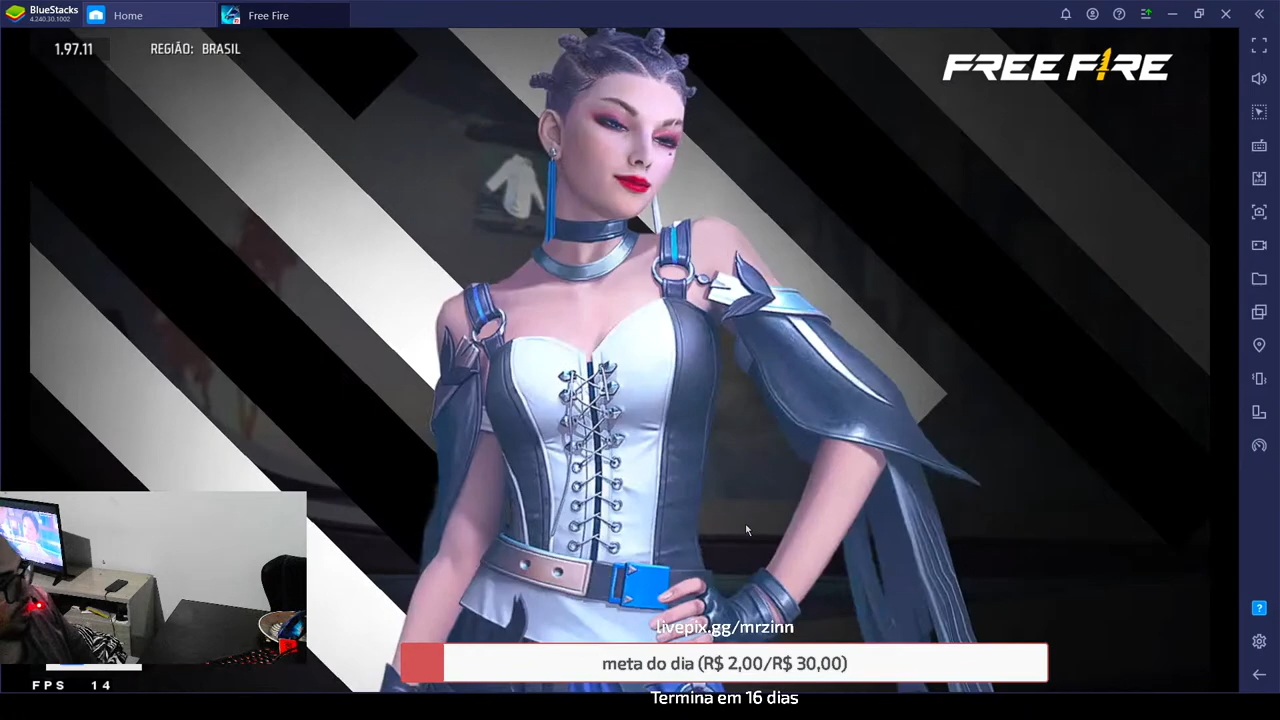 BlueStacks
4.240.30.1002
Home
Free Fire
1.97.11
REGIÃO: BRASIL
FREE FIRE
livepix.gg/mrzinn
meta do dia (R$ 2,00/R$ 30,00)
FPS 14
Termina em 16 dias